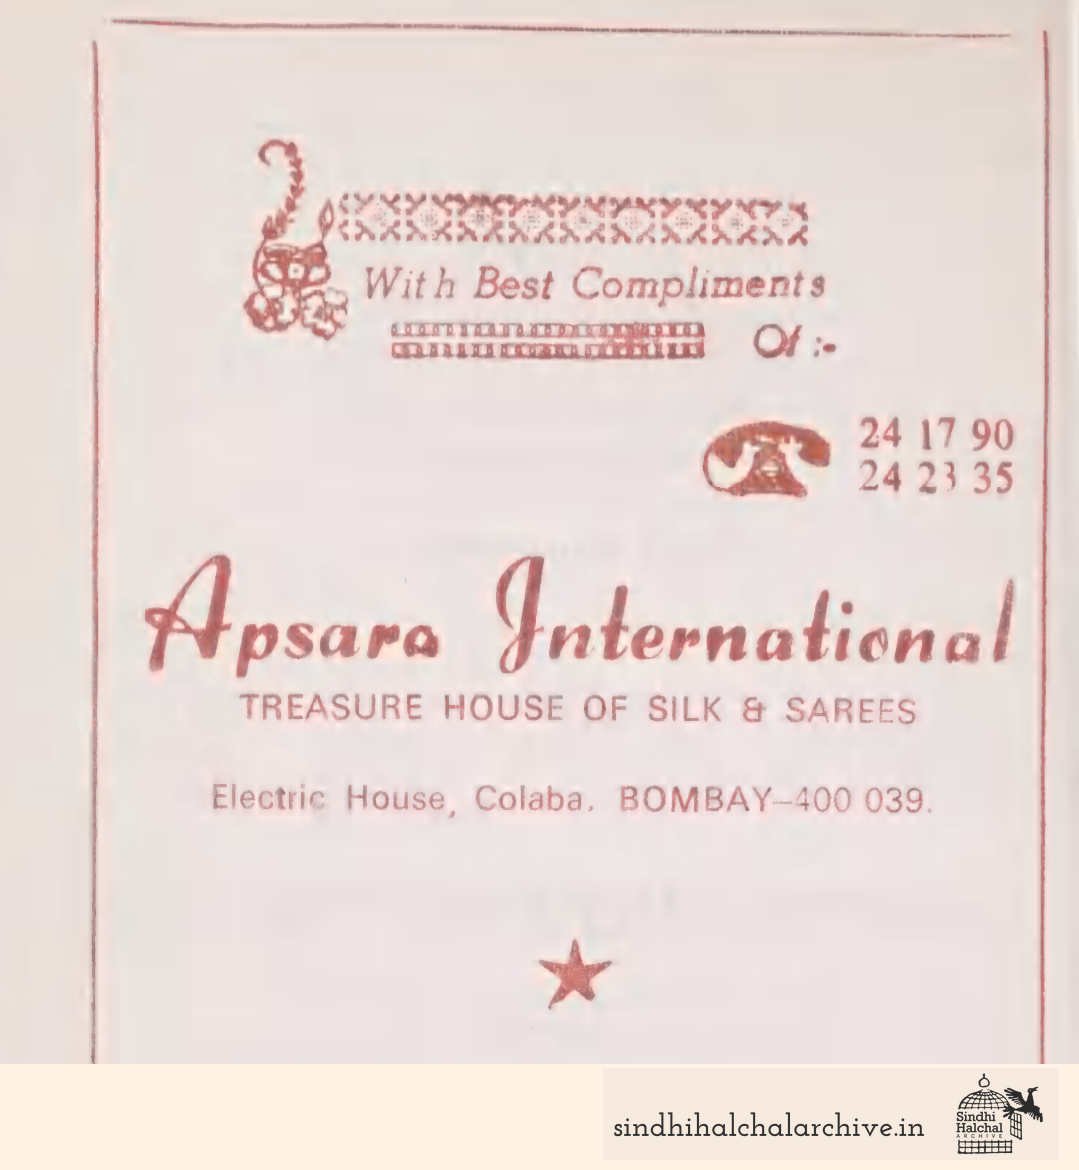 With Best Compliments
Of :-
24 17 90
24 23 35
Apsara International
TREASURE HOUSE OF SILK & SAREES
Electric House, Colaba. BOMBAY–400 039.
sindhihalchalarchive.in
Sindhi
Halchal
ARCHIVE